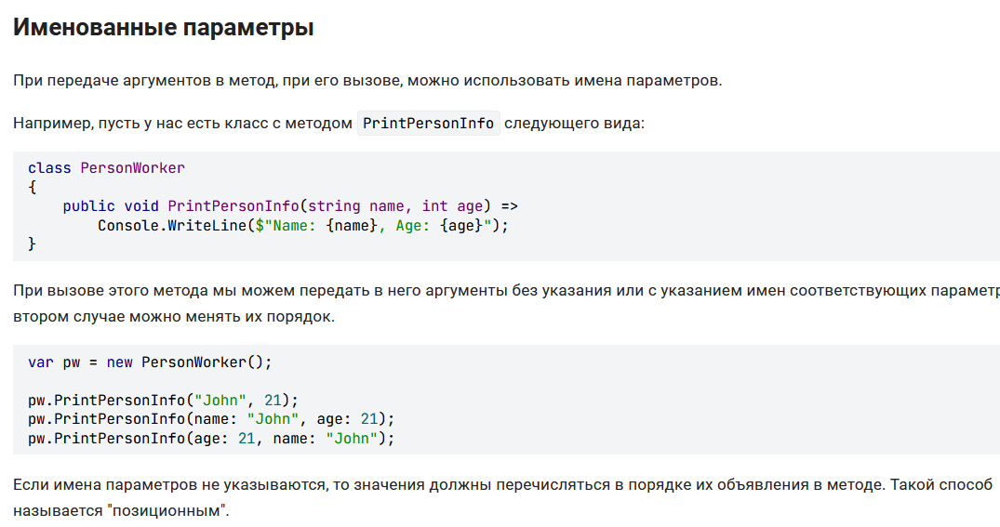 Именованные параметры
При передаче аргументов в метод, при его вызове, можно использовать имена параметров.
Например, пусть у нас есть класс с методом PrintPersonInfo следующего вида:
class PersonWorker
{
    public void PrintPersonInfo(string name, int age) =>
        Console.WriteLine($"Name: {name}, Age: {age}");
}
При вызове этого метода мы можем передать в него аргументы без указания или с указанием имен соответствующих параметр
втором случае можно менять их порядок.
var pw = new PersonWorker();
pw.PrintPersonInfo("John", 21);
pw.PrintPersonInfo(name: "John", age: 21);
pw.PrintPersonInfo(age: 21, name: "John");
Если имена параметров не указываются, то значения должны перечисляться в порядке их объявления в методе. Такой способ
называется "позиционным".